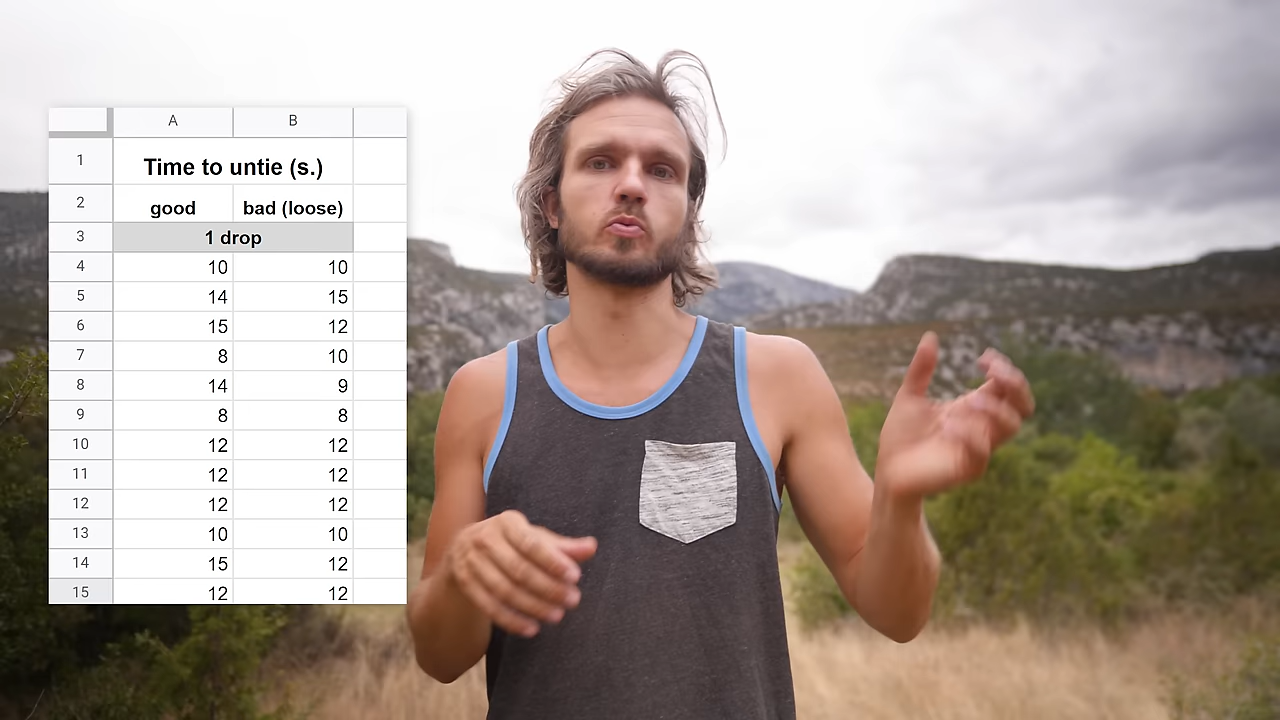 A B
1 Time to untie (s.)
2 good bad (loose)
3 1 drop
4 10 10
5 14 15
6 15 12
7 8 10
8 14 9
9 8 8
10 12 12
11 12 12
12 12 12
13 10 10
14 15 12
15 12 12